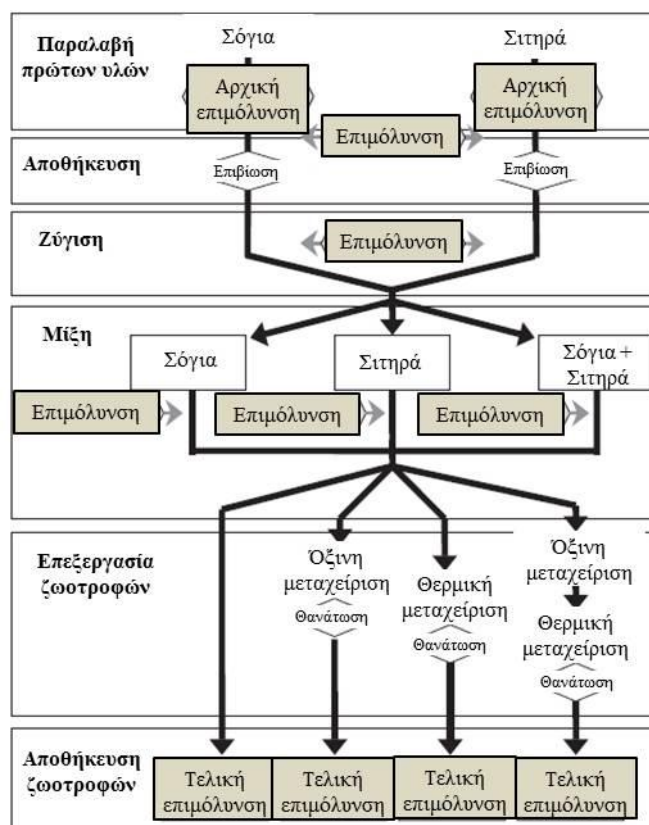 Παραλαβή
πρώτων υλών
Σόγια
Σιτηρά
Αρχική
επιμόλυνση
Αρχική
επιμόλυνση
Επιμόλυνση
Αποθήκευση
Επιβίωση
Επιβίωση
Ζύγιση
Επιμόλυνση
Μίξη
Σόγια
Σιτηρά
Σόγια +
Σιτηρά
Επιμόλυνση
Επιμόλυνση
Επιμόλυνση
Επεξεργασία
ζωοτροφών
Όξινη
μεταχείριση
Θανάτωση
Θερμική
μεταχείριση
Θανάτωση
Όξινη
μεταχείριση
Θερμική
μεταχείριση
Θανάτωση
Αποθήκευση
ζωοτροφών
Τελική
επιμόλυνση
Τελική
επιμόλυνση
Τελική
επιμόλυνση
Τελική
επιμόλυνση